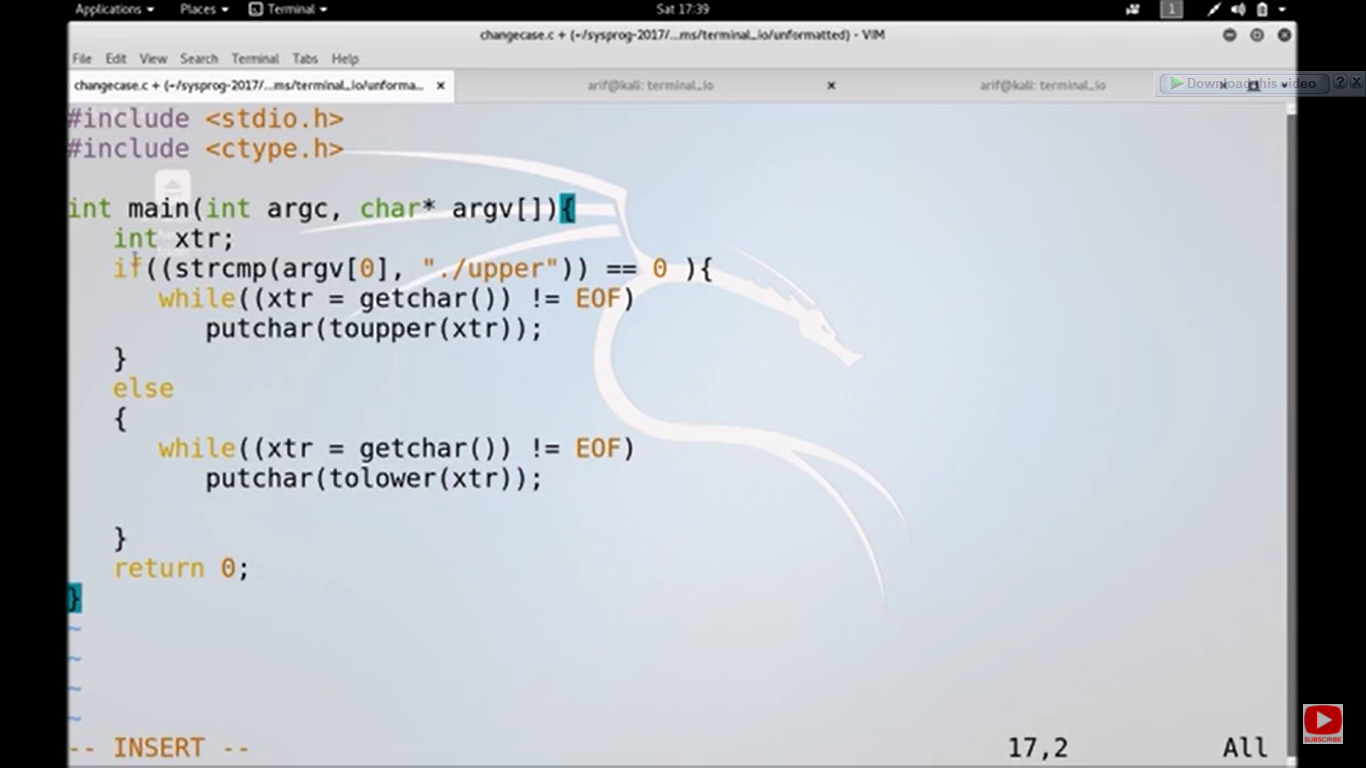 Applications Places Terminal Sat 17:39 1
changecase.c + (~/sysprog-2017/...ms/terminal_io/unformatted) - VIM
File Edit View Search Terminal Tabs Help
changecase.c + (~/sysprog-2017/...ms/terminal_io/unforma... × arif@kali: terminal_io × arif@kali: terminal_io Download this video ? X
#include <stdio.h>
#include <ctype.h>
int main(int argc, char* argv[]){
int xtr;
if((strcmp(argv[0], "./upper")) == 0 ){
while((xtr = getchar()) != EOF)
putchar(toupper(xtr));
}
else
{
while((xtr = getchar()) != EOF)
putchar(tolower(xtr));
}
return 0;
}
~
~
~
~
-- INSERT -- 17,2 All
SUBSCRIBE